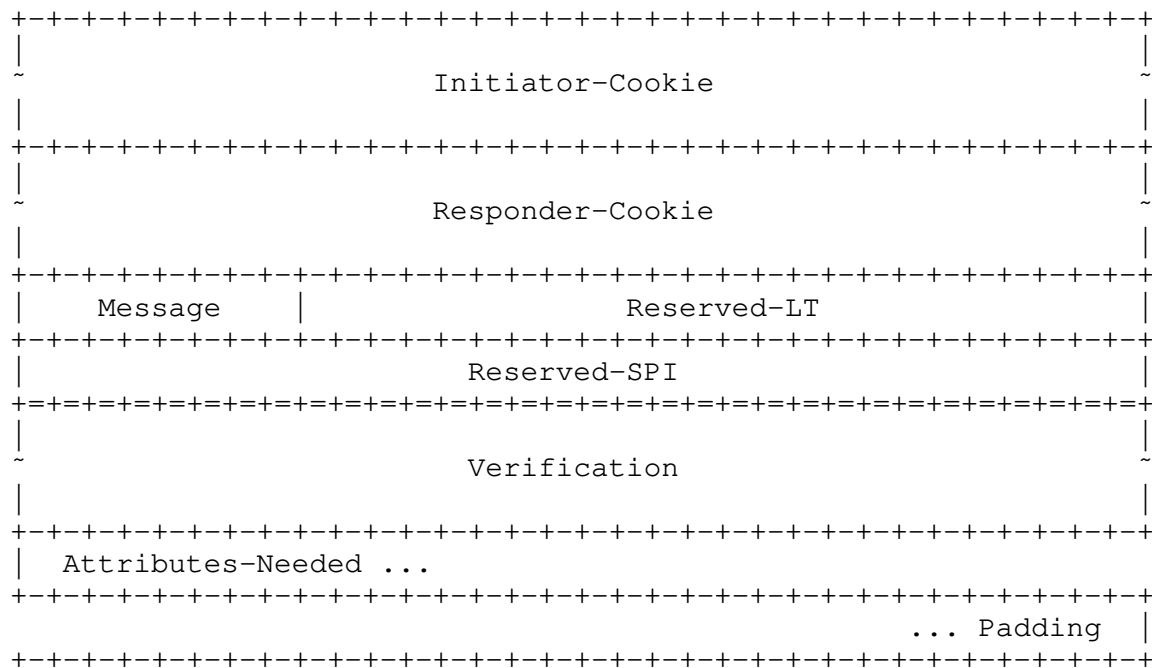 +-+-+-+-+-+-+-+-+-+-+-+-+-+-+-+-+-+-+-+-+-+-+-+-+-+-+-+-+-+-+-+-+
|                                                               |
~                       Initiator-Cookie                        ~
|                                                               |
+-+-+-+-+-+-+-+-+-+-+-+-+-+-+-+-+-+-+-+-+-+-+-+-+-+-+-+-+-+-+-+-+
|                                                               |
~                       Responder-Cookie                        ~
|                                                               |
+-+-+-+-+-+-+-+-+-+-+-+-+-+-+-+-+-+-+-+-+-+-+-+-+-+-+-+-+-+-+-+-+
|    Message    |                  Reserved-LT                  |
+-+-+-+-+-+-+-+-+-+-+-+-+-+-+-+-+-+-+-+-+-+-+-+-+-+-+-+-+-+-+-+-+
|                         Reserved-SPI                          |
+=+=+=+=+=+=+=+=+=+=+=+=+=+=+=+=+=+=+=+=+=+=+=+=+=+=+=+=+=+=+=+=+
|                                                               |
~                         Verification                          ~
|                                                               |
+-+-+-+-+-+-+-+-+-+-+-+-+-+-+-+-+-+-+-+-+-+-+-+-+-+-+-+-+-+-+-+-+
|  Attributes-Needed ...
+-+-+-+-+-+-+-+-+-+-+-+-+-+-+-+-+-+-+-+-+-+-+-+-+-+-+-+-+-+-+-+-+
                                                   ... Padding  |
+-+-+-+-+-+-+-+-+-+-+-+-+-+-+-+-+-+-+-+-+-+-+-+-+-+-+-+-+-+-+-+-+